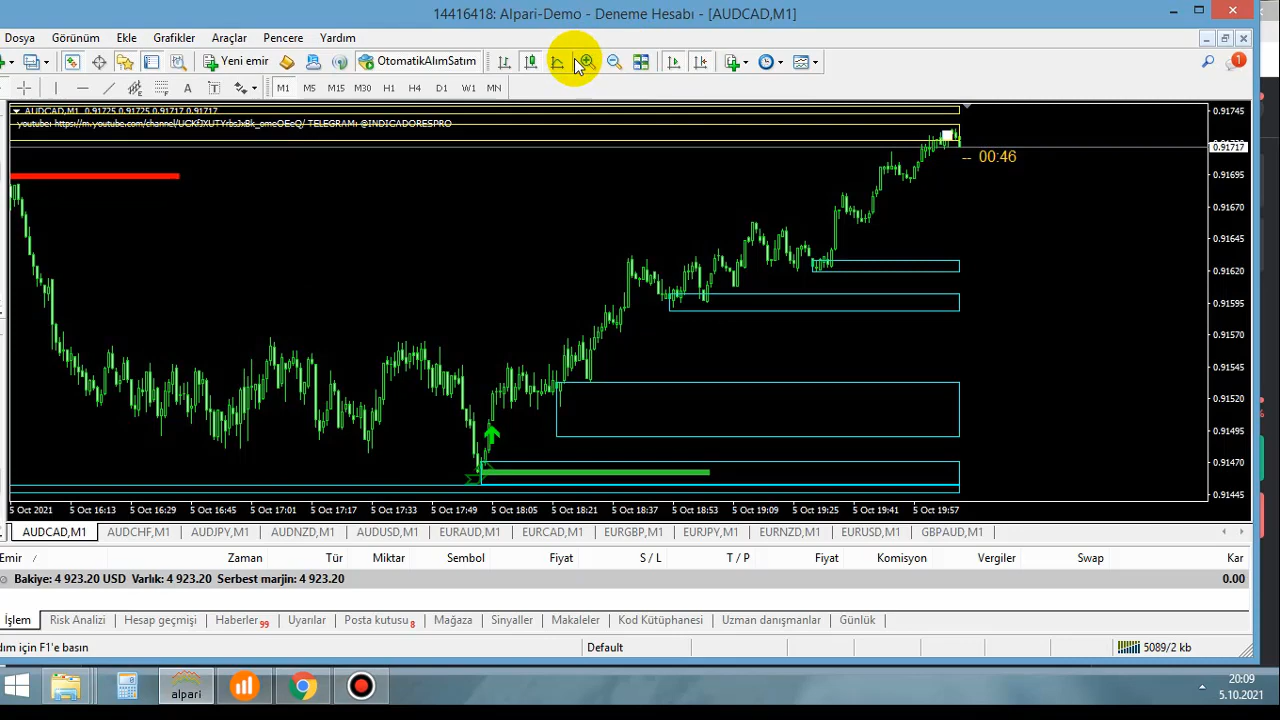 14416418: Alpari-Demo - Deneme Hesabı - [AUDCAD,M1]
Dosya Görünüm Ekle Grafikler Araçlar Pencere Yardım
Yeni emir OtomatikAlımSatım 1
A T M1 M5 M15 M30 H1 H4 D1 W1 MN
AUDCAD,M1 0.91725 0.91725 0.91717 0.91717
TELEGRAM: @INDICADORESPRO
0.91745
0.91717
-- 00:46
0.91695
0.91670
0.91645
0.91620
0.91595
0.91570
0.91545
0.91520
0.91495
0.91470
0.91445
5 Oct 2021 5 Oct 16:13 5 Oct 16:29 5 Oct 16:45 5 Oct 17:01 5 Oct 17:17 5 Oct 17:33 5 Oct 17:49 5 Oct 18:05 5 Oct 18:21 5 Oct 18:37 5 Oct 18:53 5 Oct 19:09 5 Oct 19:25 5 Oct 19:41 5 Oct 19:57
AUDCAD,M1 AUDCHF,M1 AUDJPY,M1 AUDNZD,M1 AUDUSD,M1 EURAUD,M1 EURCAD,M1 EURGBP,M1 EURJPY,M1 EURNZD,M1 EURUSD,M1 GBPAUD,M1
Emir / Zaman Tür Miktar Sembol Fiyat S / L T / P Fiyat Komisyon Vergiler Swap Kar
Bakiye: 4 923.20 USD Varlık: 4 923.20 Serbest marjin: 4 923.20 0.00
İşlem Risk Analizi Hesap geçmişi Haberler 99 Uyarılar Posta kutusu 8 Mağaza Sinyaller Makaleler Kod Kütüphanesi Uzman danışmanlar Günlük
dım için F1'e basın Default 5089/2 kb
alpari
20:09
5.10.2021